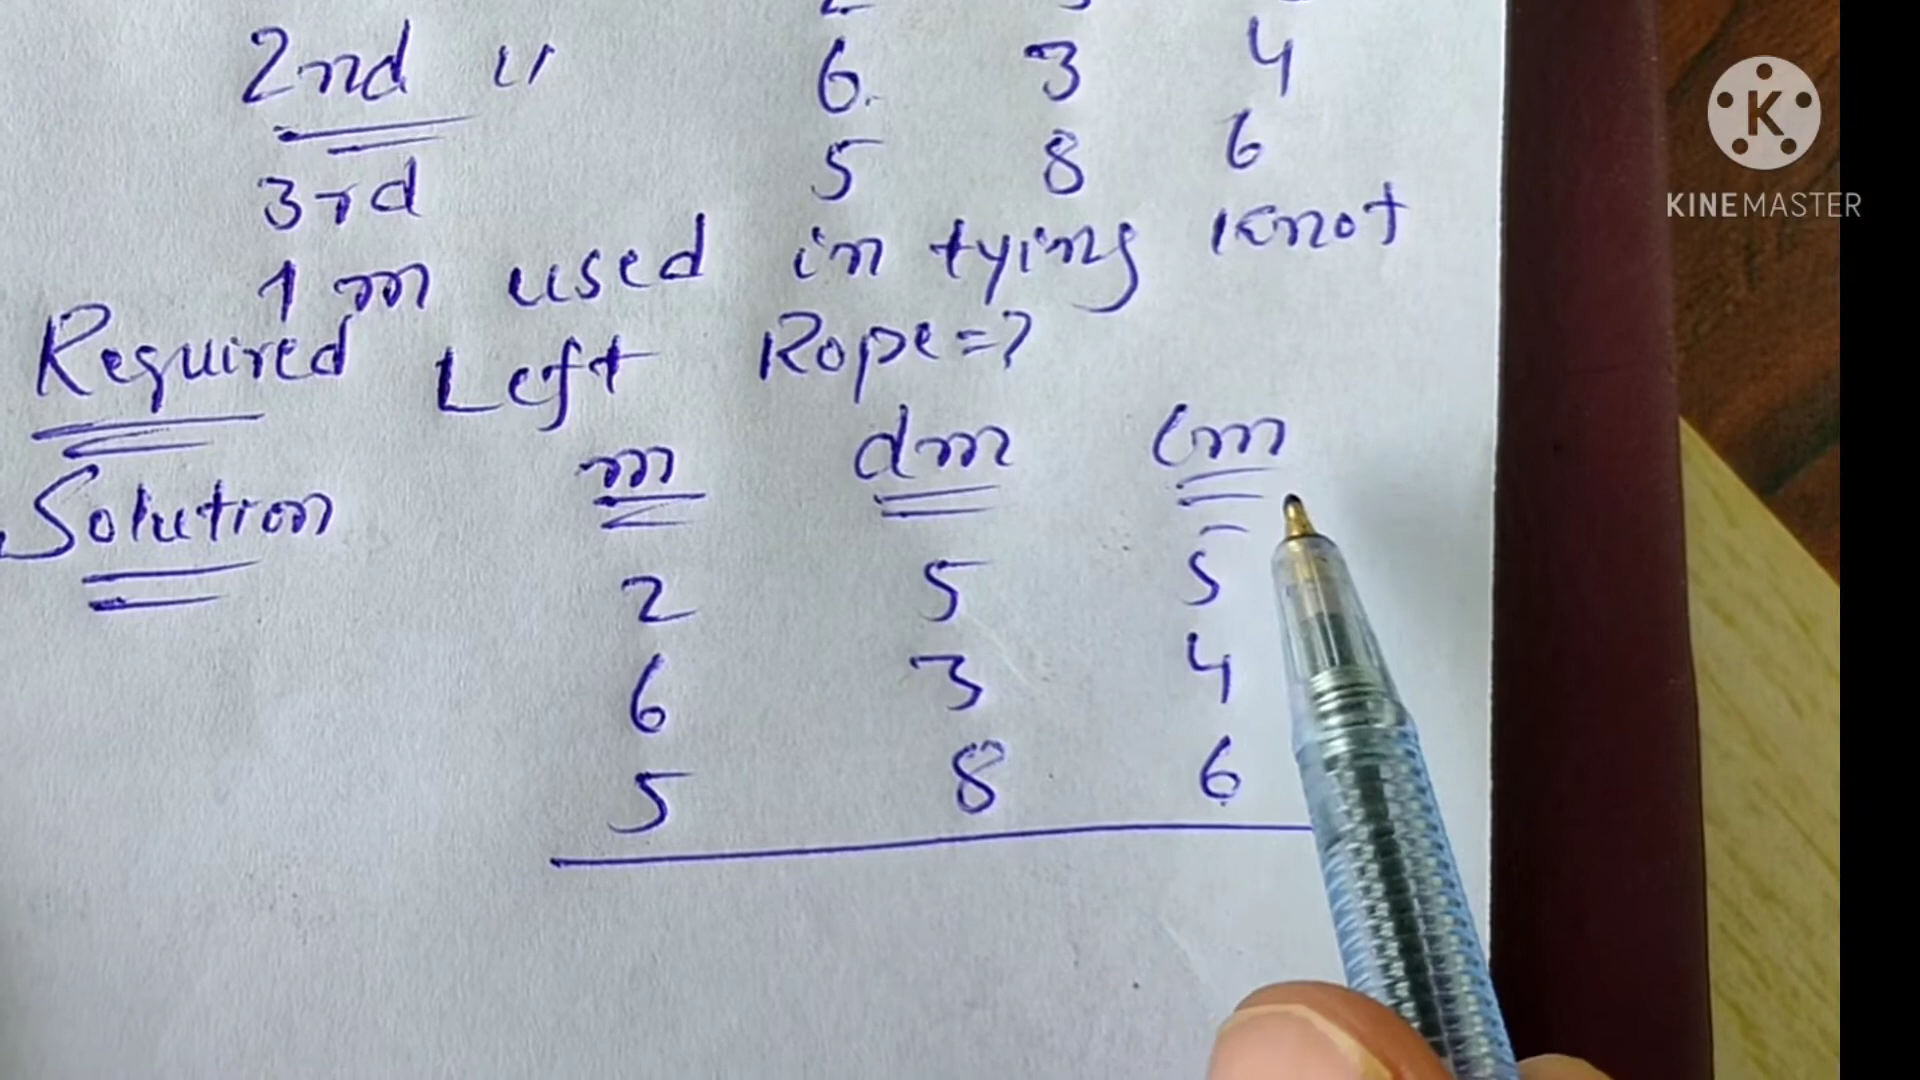 2nd "  6  3  4
3rd  5  8  6
1 m used in tying Knot
Required Left Rope=?
Solution  m  dm  cm
2  5  5
6  3  4
5  8  6
K
KINEMASTER